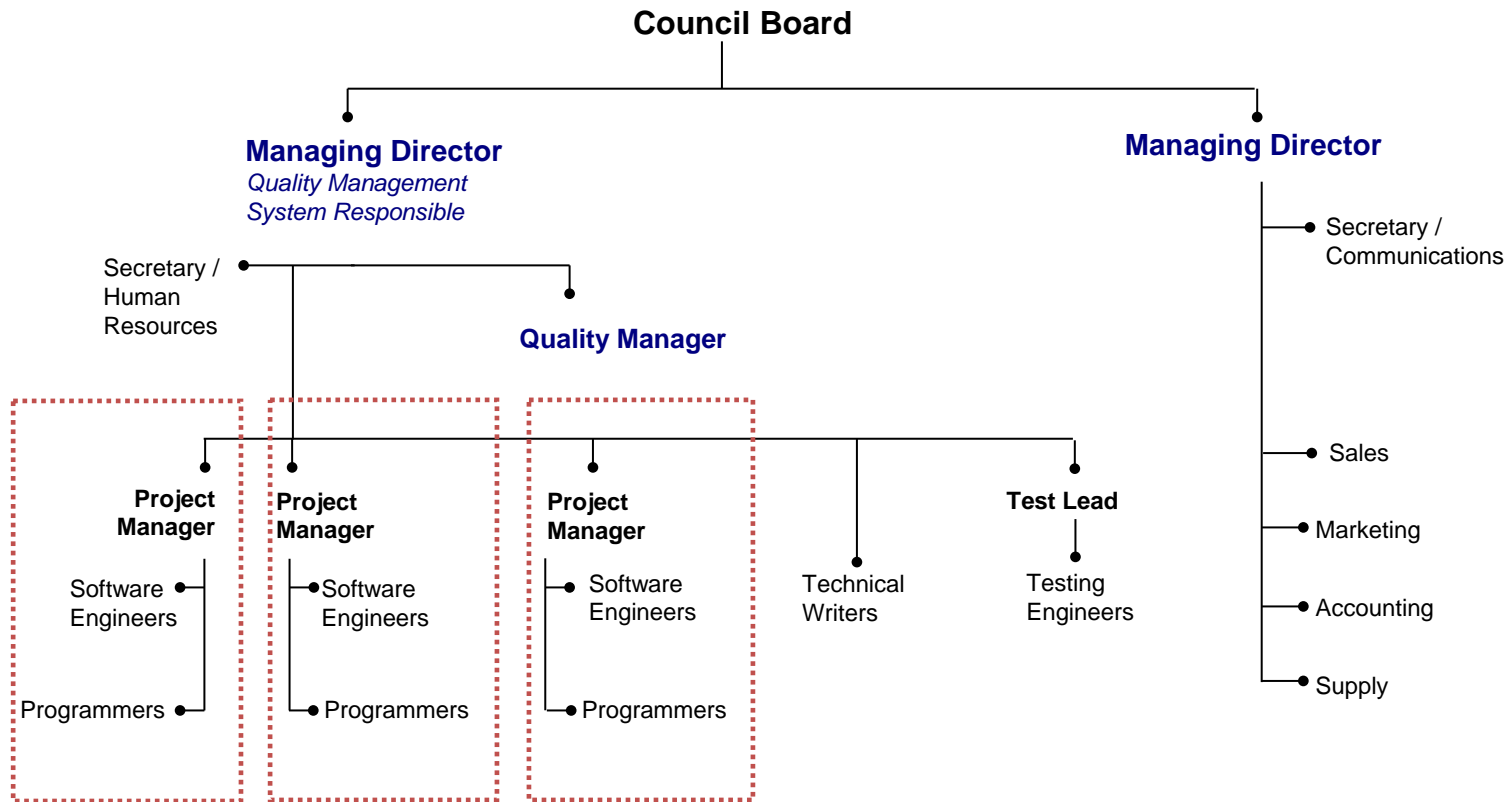 Council Board
Managing Director
Quality Management
System Responsible
Managing Director
Secretary /
Communications
Secretary /
Human
Resources
Quality Manager
Sales
Marketing
Accounting
Supply
Project
Manager
Software
Engineers
Programmers
Project
Manager
Software
Engineers
Programmers
Project
Manager
Software
Engineers
Programmers
Technical
Writers
Test Lead
Testing
Engineers